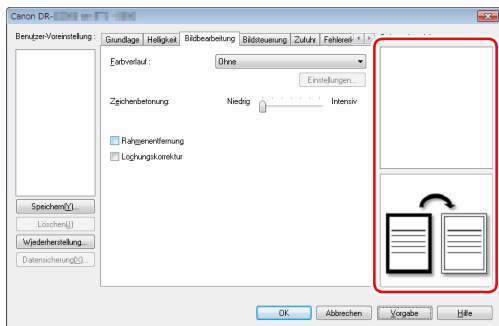 Canon DR-
Benutzer-Voreinstellung :
Grundlage Helligkeit Bildbearbeitung Bildsteuerung Zufuhr
Farbverlauf :
Ohne
Einstellungen...
Zeichenbetonung:
Niedrig
Intensiv
Rahmenentfernung
Lochungskorrektur
Speichern(Y)...
Löschen(J)
Wiederherstellung...
Datensicherung(X)...
OK
Abbrechen
Vorgabe
Hilfe